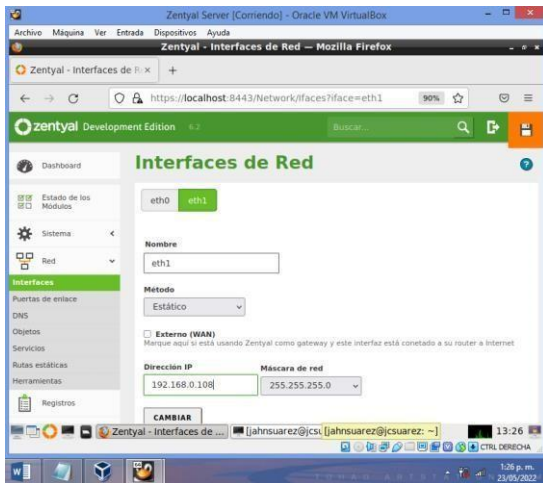 Zentyal Server [Corriendo] - Oracle VM VirtualBox
Archivo Máquina Ver Entrada Dispositivos Ayuda
Zentyal - Interfaces de Red — Mozilla Firefox
Zentyal - Interfaces de R
https://localhost:8443/Network/Ifaces?iface=eth1 90%
zentyal Development Edition 6.2 Buscar...
Dashboard
Estado de los
Módulos
Sistema
Red
Interfaces
Puertas de enlace
DNS
Objetos
Servicios
Rutas estáticas
Herramientas
Registros
Interfaces de Red
eth0 eth1
Nombre
eth1
Método
Estático
Externo (WAN)
Marque aquí si está usando Zentyal como gateway y este interfaz está conetado a su router a Internet
Dirección IP Máscara de red
192.168.0.108 255.255.255.0
CAMBIAR
Zentyal - Interfaces de ... [jahnsuarez@jcsu [jahnsuarez@jcsuarez: ~] 13:26
CTRL DERECHA
1:26 p. m.
23/05/2022